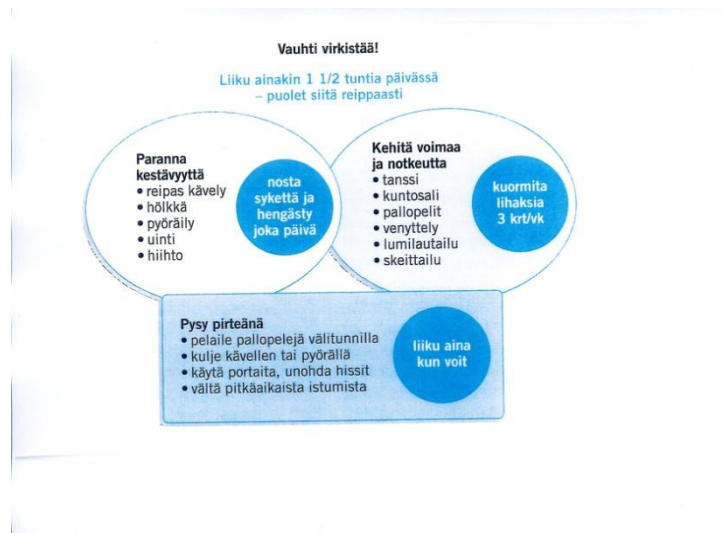 Vauhti virkistää!
Liiku ainakin 1 1/2 tuntia päivässä
– puolet siitä reippaasti
Paranna
kestävyyttä
• reipas kävely
• hölkkä
• pyöräily
• uinti
• hiihto
nosta
sykettä ja
hengästy
joka päivä
Kehitä voimaa
ja notkeutta
• tanssi
• kuntosali
• pallopelit
• venyttely
• lumilautailu
• skeittailu
kuormita
lihaksia
3 krt/vk
Pysy pirteänä
• pelaile pallopelejä välitunnilla
• kulje kävellen tai pyörällä
• käytä portaita, unohda hissit
• vältä pitkäaikaista istumista
liiku aina
kun voit